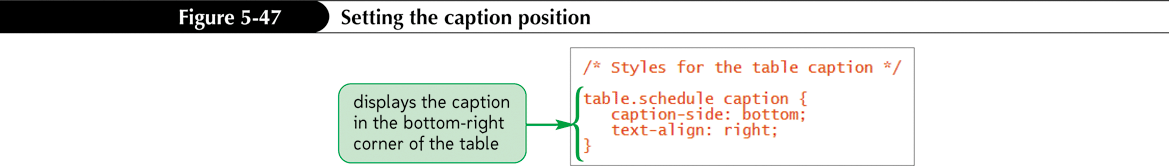 Figure 5-47 Setting the caption position
/* Styles for the table caption */
displays the caption
in the bottom-right
corner of the table
table.schedule caption {
caption-side: bottom;
text-align: right;
}